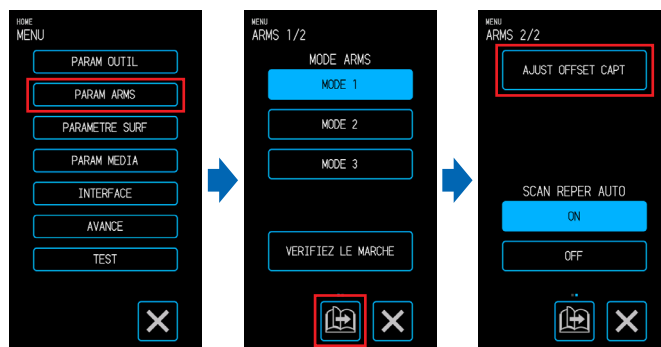 HOME
MENU
PARAM OUTIL
PARAM ARMS
PARAMETRE SURF
PARAM MEDIA
INTERFACE
AVANCE
TEST
MENU
ARMS 1/2
MODE ARMS
MODE 1
MODE 2
MODE 3
VERIFIEZ LE MARCHE
MENU
ARMS 2/2
AJUST OFFSET CAPT
SCAN REPER AUTO
ON
OFF